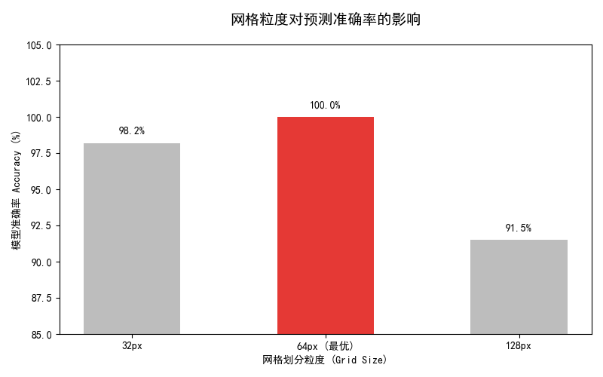 网格粒度对预测准确率的影响
模型准确率 Accuracy (%)
105.0
102.5
100.0
97.5
95.0
92.5
90.0
87.5
85.0
98.2%
100.0%
91.5%
32px
64px (最优)
128px
网格划分粒度 (Grid Size)